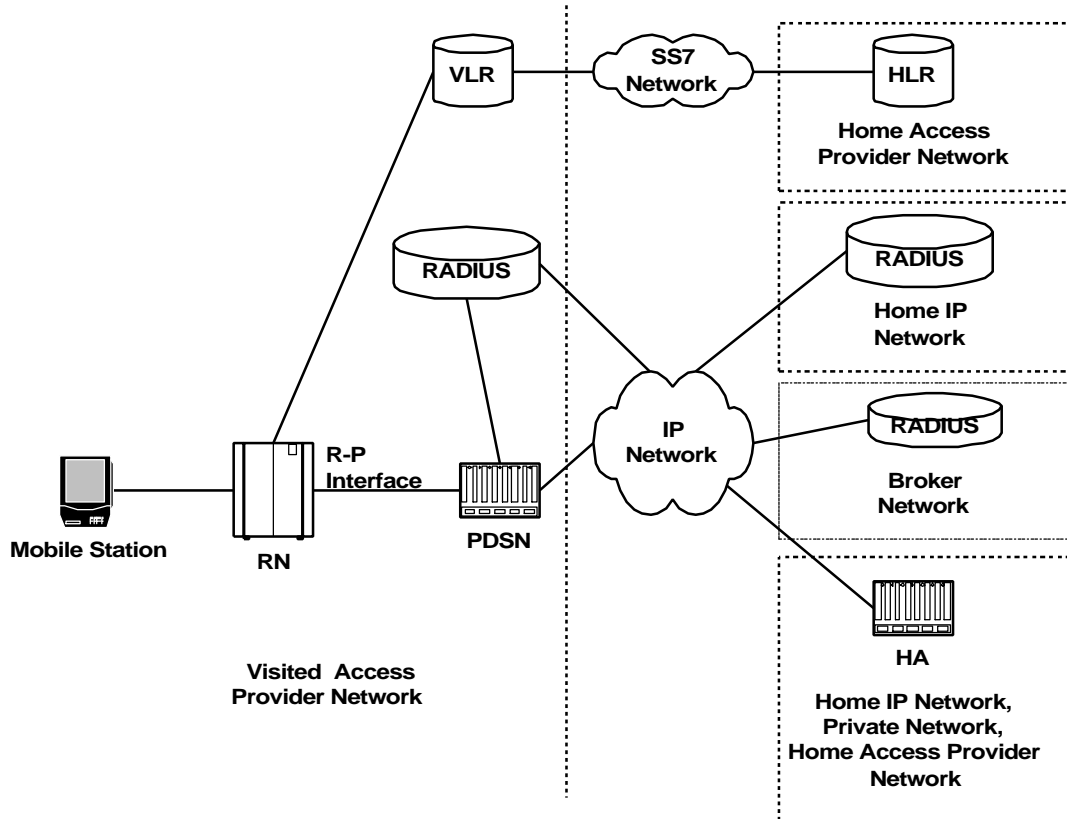 VLR
SS7
Network
HLR
Home Access
Provider Network
RADIUS
RADIUS
Home IP
Network
IP
Network
RADIUS
Broker
Network
R-P
Interface
Mobile Station
RN
PDSN
HA
Visited Access
Provider Network
Home IP Network,
Private Network,
Home Access Provider
Network